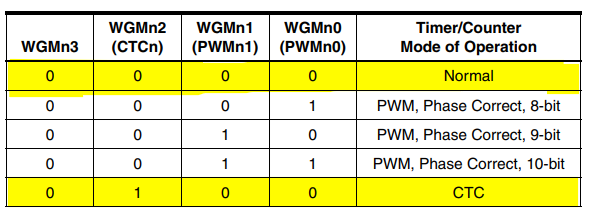 WGMn3 WGMn2 (CTCn) WGMn1 (PWMn1) WGMn0 (PWMn0) Timer/Counter Mode of Operation
0 0 0 0 Normal
0 0 0 1 PWM, Phase Correct, 8-bit
0 0 1 0 PWM, Phase Correct, 9-bit
0 0 1 1 PWM, Phase Correct, 10-bit
0 1 0 0 CTC